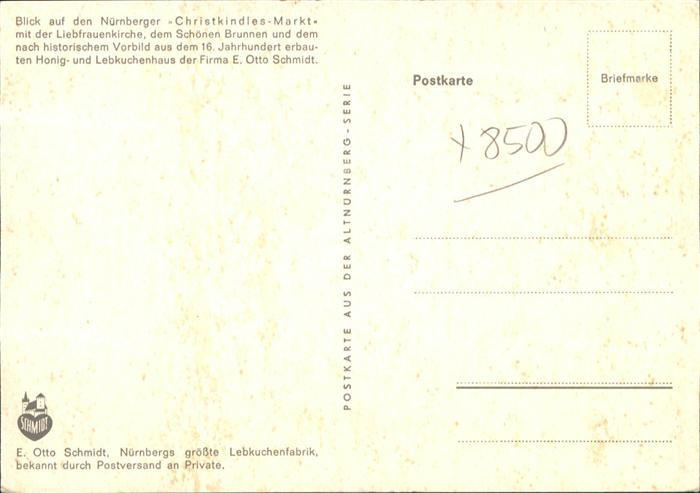 Blick auf den Nürnberger »Christkindles-Markt«
mit der Liebfrauenkirche, dem Schönen Brunnen und dem
nach historischem Vorbild aus dem 16. Jahrhundert erbau-
ten Honig- und Lebkuchenhaus der Firma E. Otto Schmidt.
POSTKARTE AUS DER ALTNÜRNBERG-SERIE
Postkarte
Briefmarke
x 8500
SCHMIDT
E. Otto Schmidt, Nürnbergs größte Lebkuchenfabrik,
bekannt durch Postversand an Private.